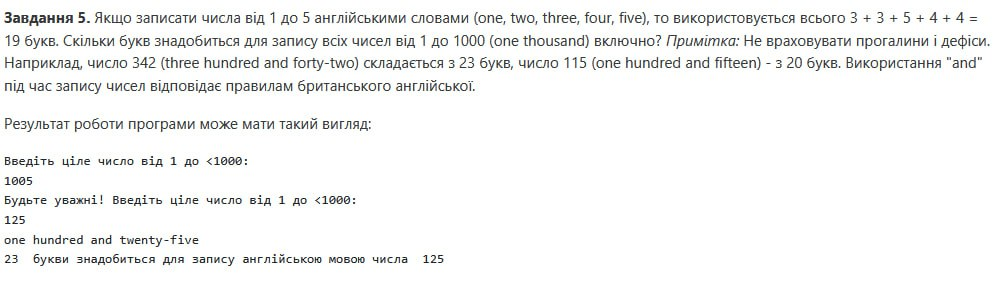 Завдання 5. Якщо записати числа від 1 до 5 англійськими словами (one, two, three, four, five), то використовується всього 3 + 3 + 5 + 4 + 4 =
19 букв. Скільки букв знадобиться для запису всіх чисел від 1 до 1000 (one thousand) включно? Примітка: Не враховувати прогалини і дефіси.
Наприклад, число 342 (three hundred and forty-two) складається з 23 букв, число 115 (one hundred and fifteen) - з 20 букв. Використання "and"
під час запису чисел відповідає правилам британського англійської.
Результат роботи програми може мати такий вигляд:
Введіть ціле число від 1 до <1000:
1005
Будьте уважні! Введіть ціле число від 1 до <1000:
125
one hundred and twenty-five
23 букви знадобиться для запису англійською мовою числа 125